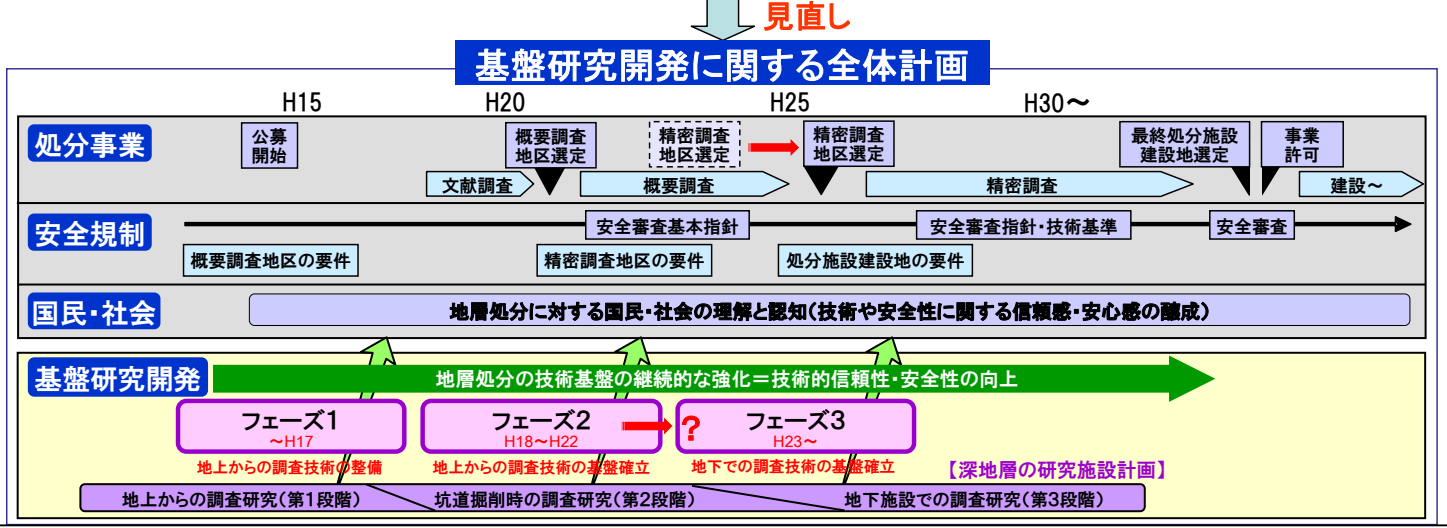 見直し
基盤研究開発に関する全体計画
H15 H20 H25 H30～
処分事業
公募
開始
概要調査
地区選定
精密調査
地区選定
精密調査
地区選定
最終処分施設
建設地選定
事業
許可
文献調査
概要調査
精密調査
建設～
安全規制
安全審査基本指針
安全審査指針・技術基準
安全審査
概要調査地区の要件
精密調査地区の要件
処分施設建設地の要件
国民・社会
地層処分に対する国民・社会の理解と認知(技術や安全性に関する信頼感・安心感の醸成)
基盤研究開発
地層処分の技術基盤の継続的な強化＝技術的信頼性・安全性の向上
フェーズ1
～H17
フェーズ2
H18～H22
?
フェーズ3
H23～
地上からの調査技術の整備
地上からの調査技術の基盤確立
地下での調査技術の基盤確立
【深地層の研究施設計画】
地上からの調査研究(第1段階)
坑道掘削時の調査研究(第2段階)
地下施設での調査研究(第3段階)